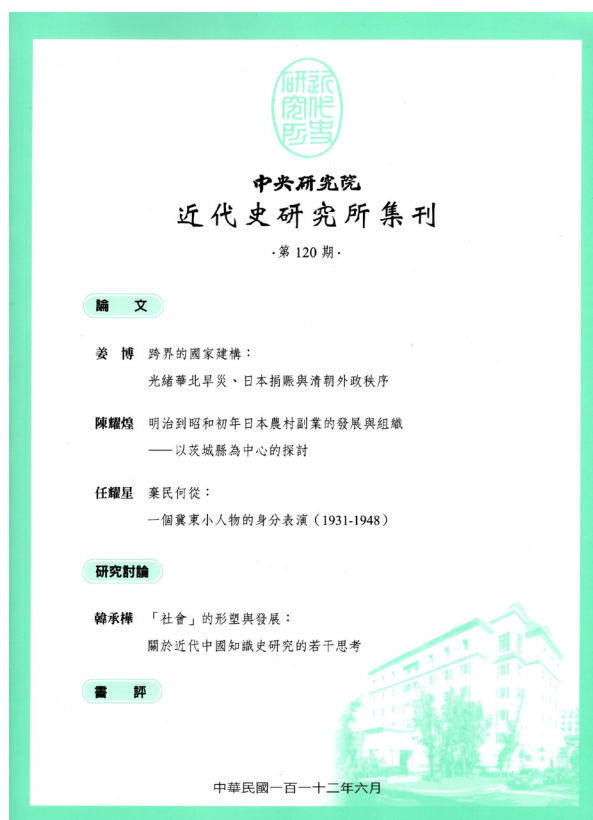 近代史
研究所
中央研究院
近代史研究所集刊
·第 120 期·
論 文
姜 博 跨界的國家建構：
光緒華北旱災、日本捐賑與清朝外政秩序
陳耀煌 明治到昭和初年日本農村副業的發展與組織
——以茨城縣為中心的探討
任耀星 棄民何從：
一個冀東小人物的身分表演（1931-1948）
研究討論
韓承樺 「社會」的形塑與發展：
關於近代中國知識史研究的若干思考
書 評
中華民國一百一十二年六月